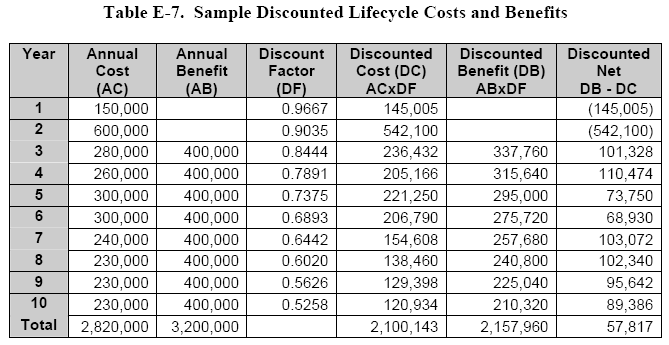 Table E-7. Sample Discounted Lifecycle Costs and Benefits
Year Annual Cost (AC) Annual Benefit (AB) Discount Factor (DF) Discounted Cost (DC) ACxDF Discounted Benefit (DB) ABxDF Discounted Net DB - DC
1 150,000 0.9667 145,005 (145,005)
2 600,000 0.9035 542,100 (542,100)
3 280,000 400,000 0.8444 236,432 337,760 101,328
4 260,000 400,000 0.7891 205,166 315,640 110,474
5 300,000 400,000 0.7375 221,250 295,000 73,750
6 300,000 400,000 0.6893 206,790 275,720 68,930
7 240,000 400,000 0.6442 154,608 257,680 103,072
8 230,000 400,000 0.6020 138,460 240,800 102,340
9 230,000 400,000 0.5626 129,398 225,040 95,642
10 230,000 400,000 0.5258 120,934 210,320 89,386
Total 2,820,000 3,200,000 2,100,143 2,157,960 57,817